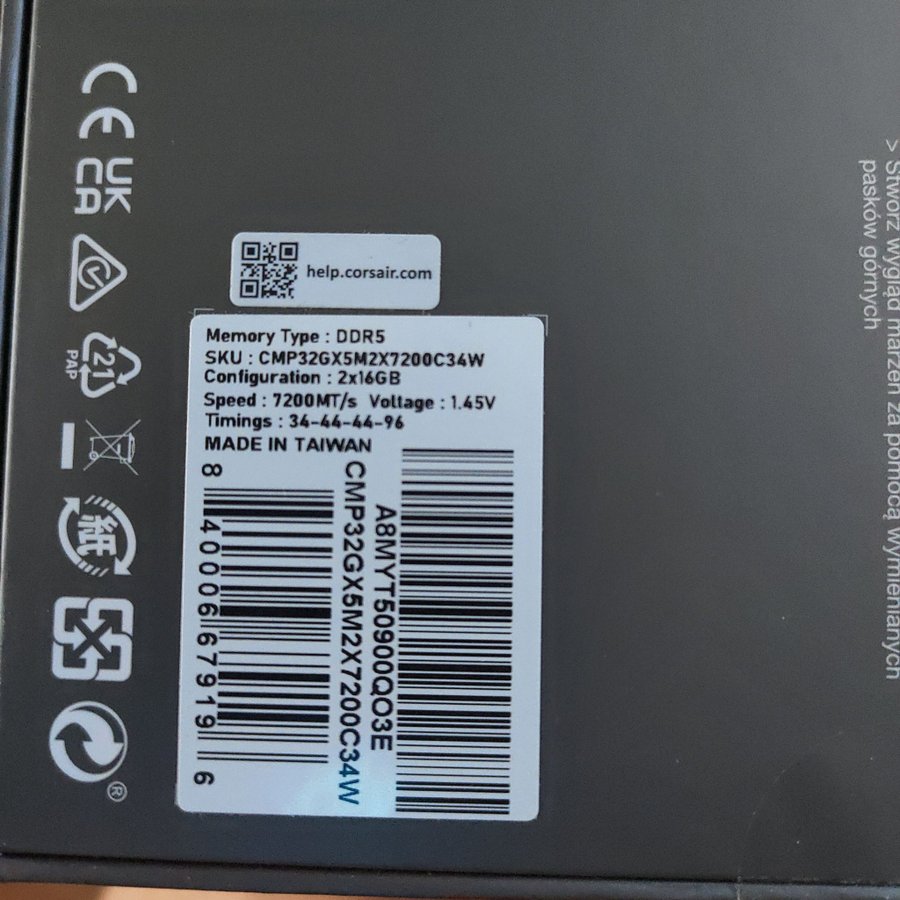 CE
UK
CA
21
PAP
紙
®
help.corsair.com
Memory Type : DDR5
SKU : CMP32GX5M2X7200C34W
Configuration : 2x16GB
Speed : 7200MT/s Voltage : 1.45V
Timings : 34-44-44-96
MADE IN TAIWAN
A8MYT50900QO3E
CMP32GX5M2X7200C34W
8 40006 67919 6
> Stwórz wygląd marzeń za pomocą wymienianych
pasków górnych